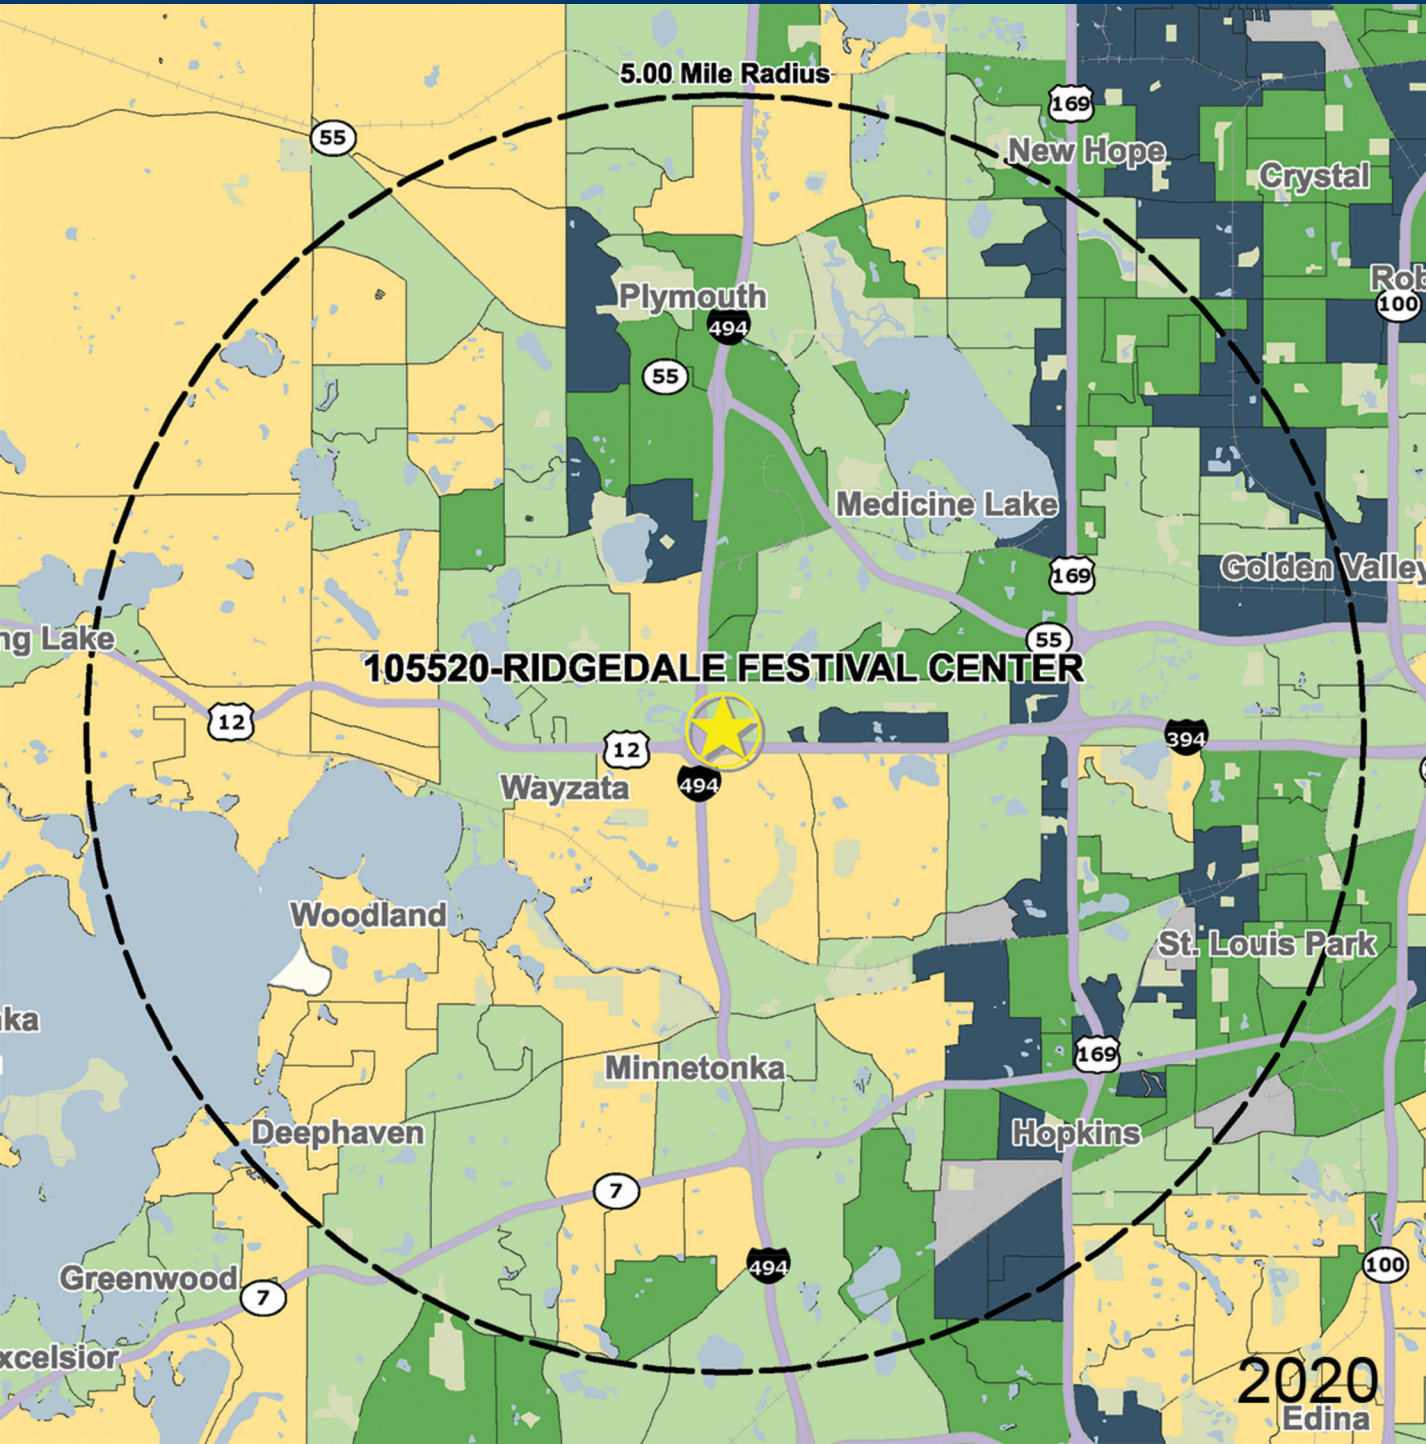 5.00 Mile Radius
169
New Hope
55
Crystal
Plymouth
494
100
55
Medicine Lake
169
Golden Valley
55
105520-RIDGEDALE FESTIVAL CENTER
12
12
394
Wayzata
494
Woodland
St. Louis Park
169
Minnetonka
Deephaven
Hopkins
7
494
100
Greenwood
7
2020
Edina